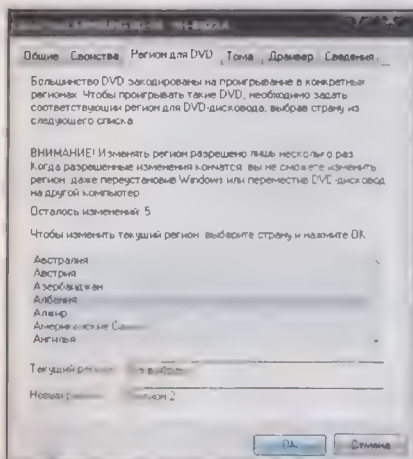 Общие Свойства Регион для DVD Тома Драйвер Сведения
Большинство DVD закодированы на проигрывание в конкретных
регионах. Чтобы проигрывать такие DVD, необходимо задать
соответствующий регион для DVD-дисковода, выбрав страну из
следующего списка
ВНИМАНИЕ! Изменять регион разрешено лишь несколько раз
Когда разрешенные изменения кончатся вы не сможете изменить
регион даже переустановив Windows или переместив DVD-дисковод
на другой компьютер
Осталось изменений: 5
Чтобы изменить текущий регион выберите страну и нажмите OK
Австралия
Австрия
Азербайджан
Албания
Алжир
Американские
Ангилья
Текущий
2
OK Отмена